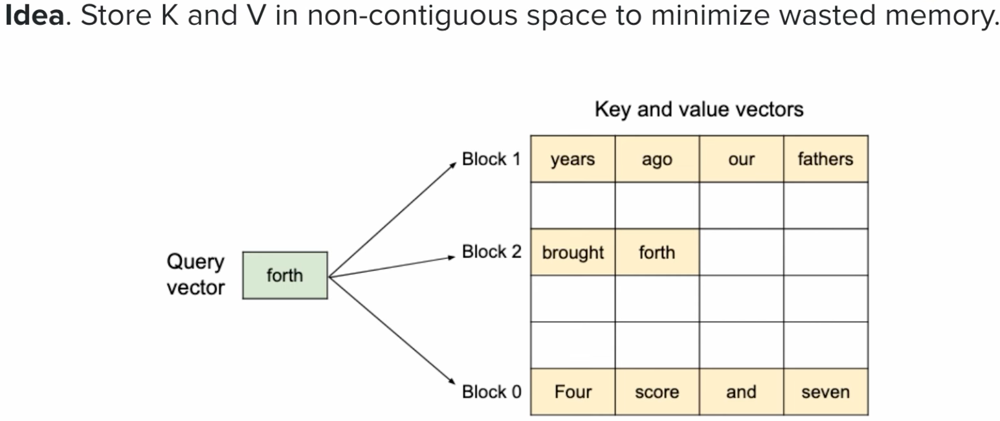 Idea. Store K and V in non-contiguous space to minimize wasted memory.
Key and value vectors
Block 1 years ago our fathers
Block 2 brought forth
Query
vector
forth
Block 0 Four score and seven